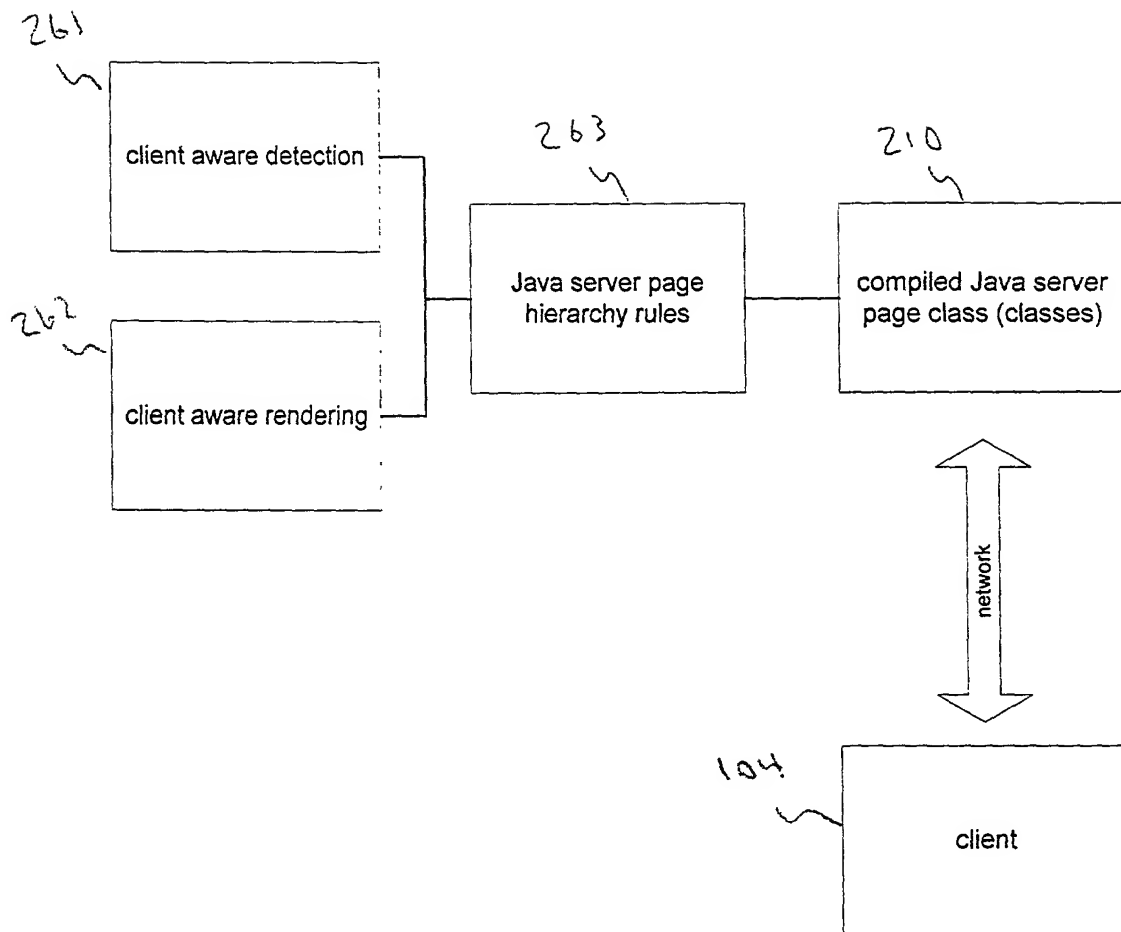 261
client aware detection
263
210
Java server page
hierarchy rules
compiled Java server
page class (classes)
262
client aware rendering
network
104
client